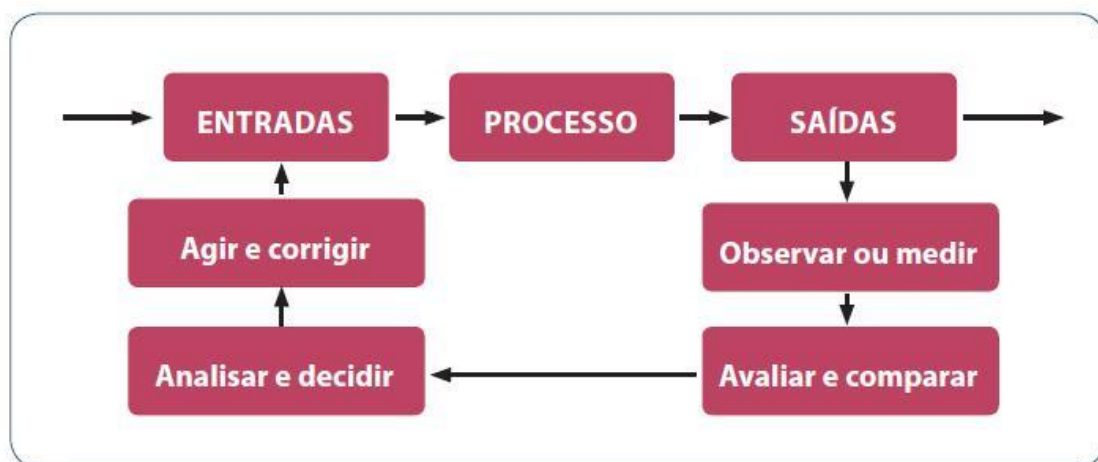 ENTRADAS
PROCESSO
SAÍDAS
Agir e corrigir
Observar ou medir
Analisar e decidir
Avaliar e comparar